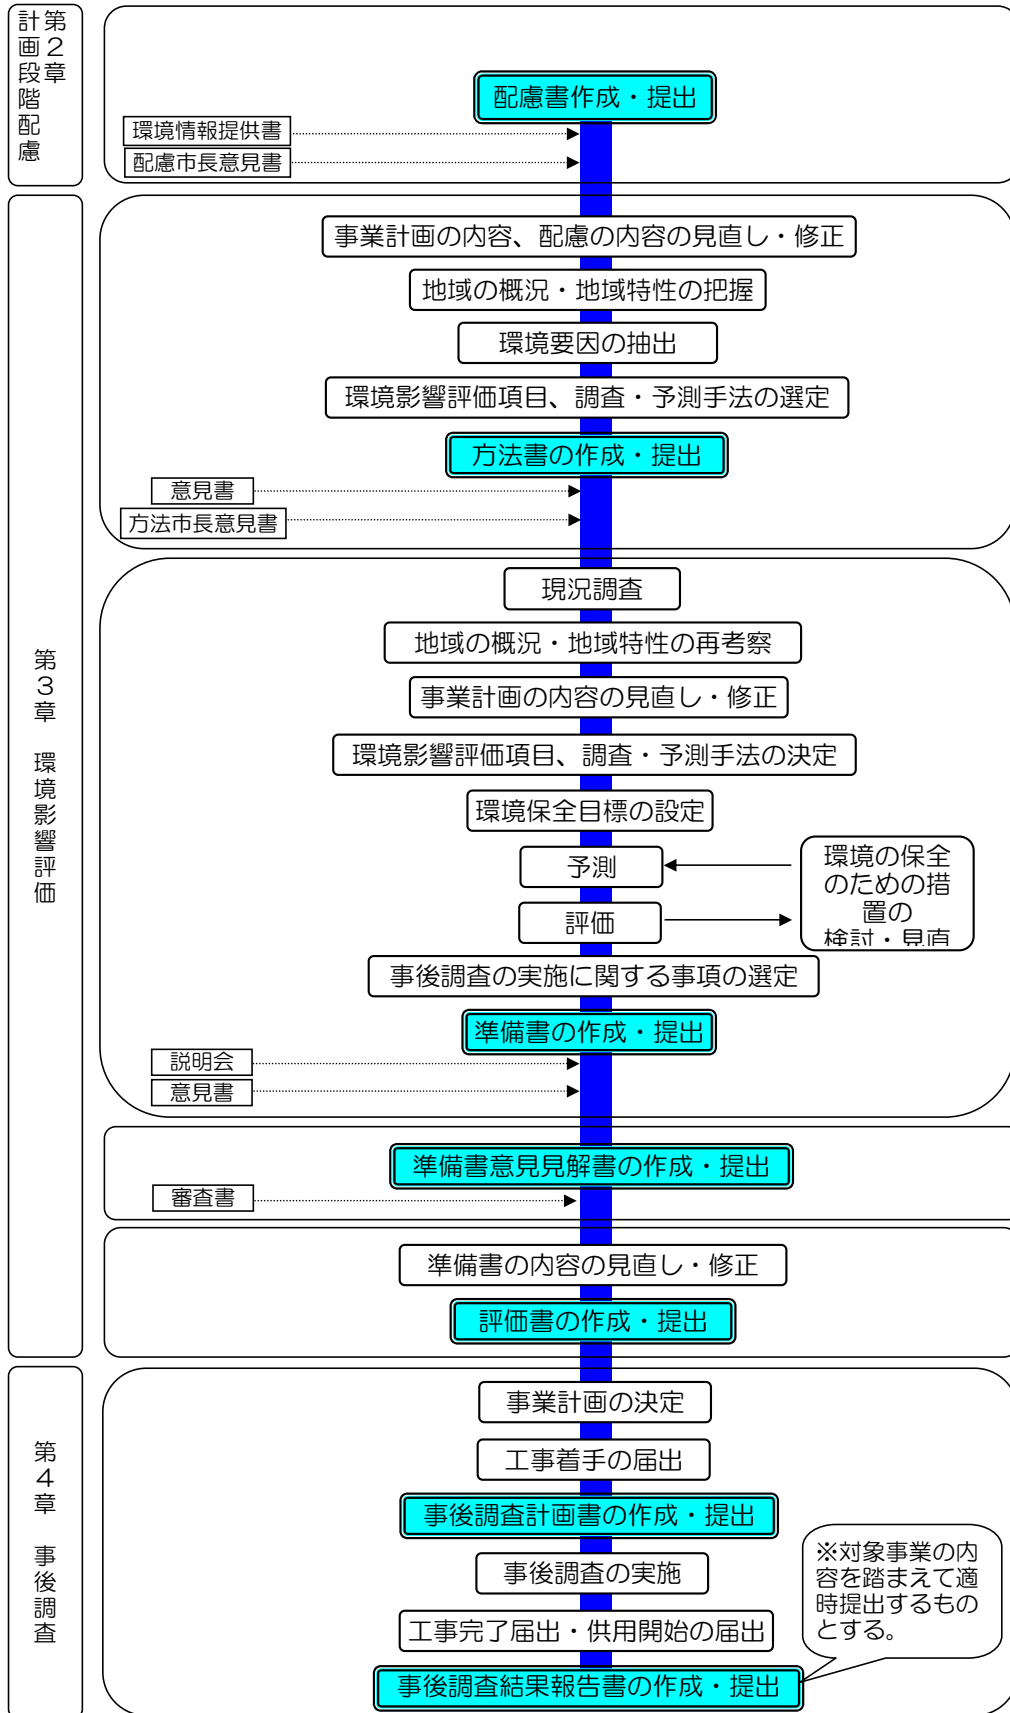 第２章
計画段階配慮
配慮書作成・提出
環境情報提供書
配慮市長意見書
事業計画の内容、配慮の内容の見直し・修正
地域の概況・地域特性の把握
環境要因の抽出
環境影響評価項目、調査・予測手法の選定
方法書の作成・提出
意見書
方法市長意見書
第３章　環境影響評価
現況調査
地域の概況・地域特性の再考察
事業計画の内容の見直し・修正
環境影響評価項目、調査・予測手法の決定
環境保全目標の設定
予測
評価
環境の保全
のための措
置の
検討・見直
事後調査の実施に関する事項の選定
準備書の作成・提出
説明会
意見書
準備書意見見解書の作成・提出
審査書
準備書の内容の見直し・修正
評価書の作成・提出
第４章　事後調査
事業計画の決定
工事着手の届出
事後調査計画書の作成・提出
事後調査の実施
工事完了届出・供用開始の届出
事後調査結果報告書の作成・提出
※対象事業の内
容を踏まえて適
時提出するもの
とする。